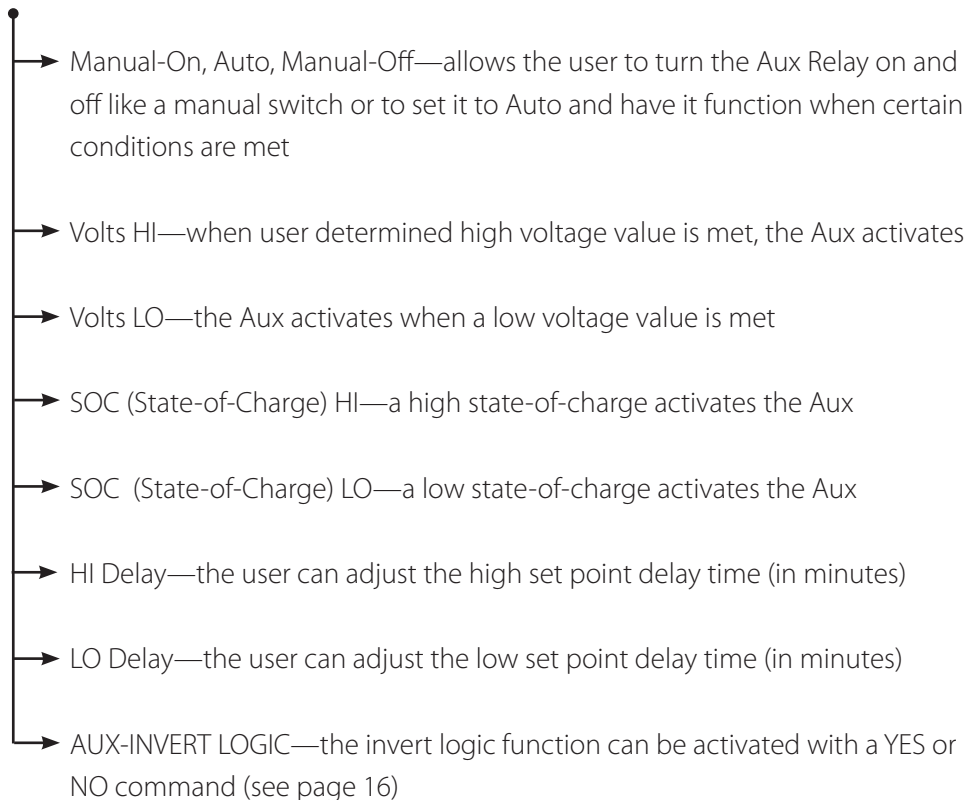 Manual-On, Auto, Manual-Off—allows the user to turn the Aux Relay on and
off like a manual switch or to set it to Auto and have it function when certain
conditions are met
Volts HI—when user determined high voltage value is met, the Aux activates
Volts LO—the Aux activates when a low voltage value is met
SOC (State-of-Charge) HI—a high state-of-charge activates the Aux
SOC  (State-of-Charge) LO—a low state-of-charge activates the Aux
HI Delay—the user can adjust the high set point delay time (in minutes)
LO Delay—the user can adjust the low set point delay time (in minutes)
AUX-INVERT LOGIC—the invert logic function can be activated with a YES or
NO command (see page 16)